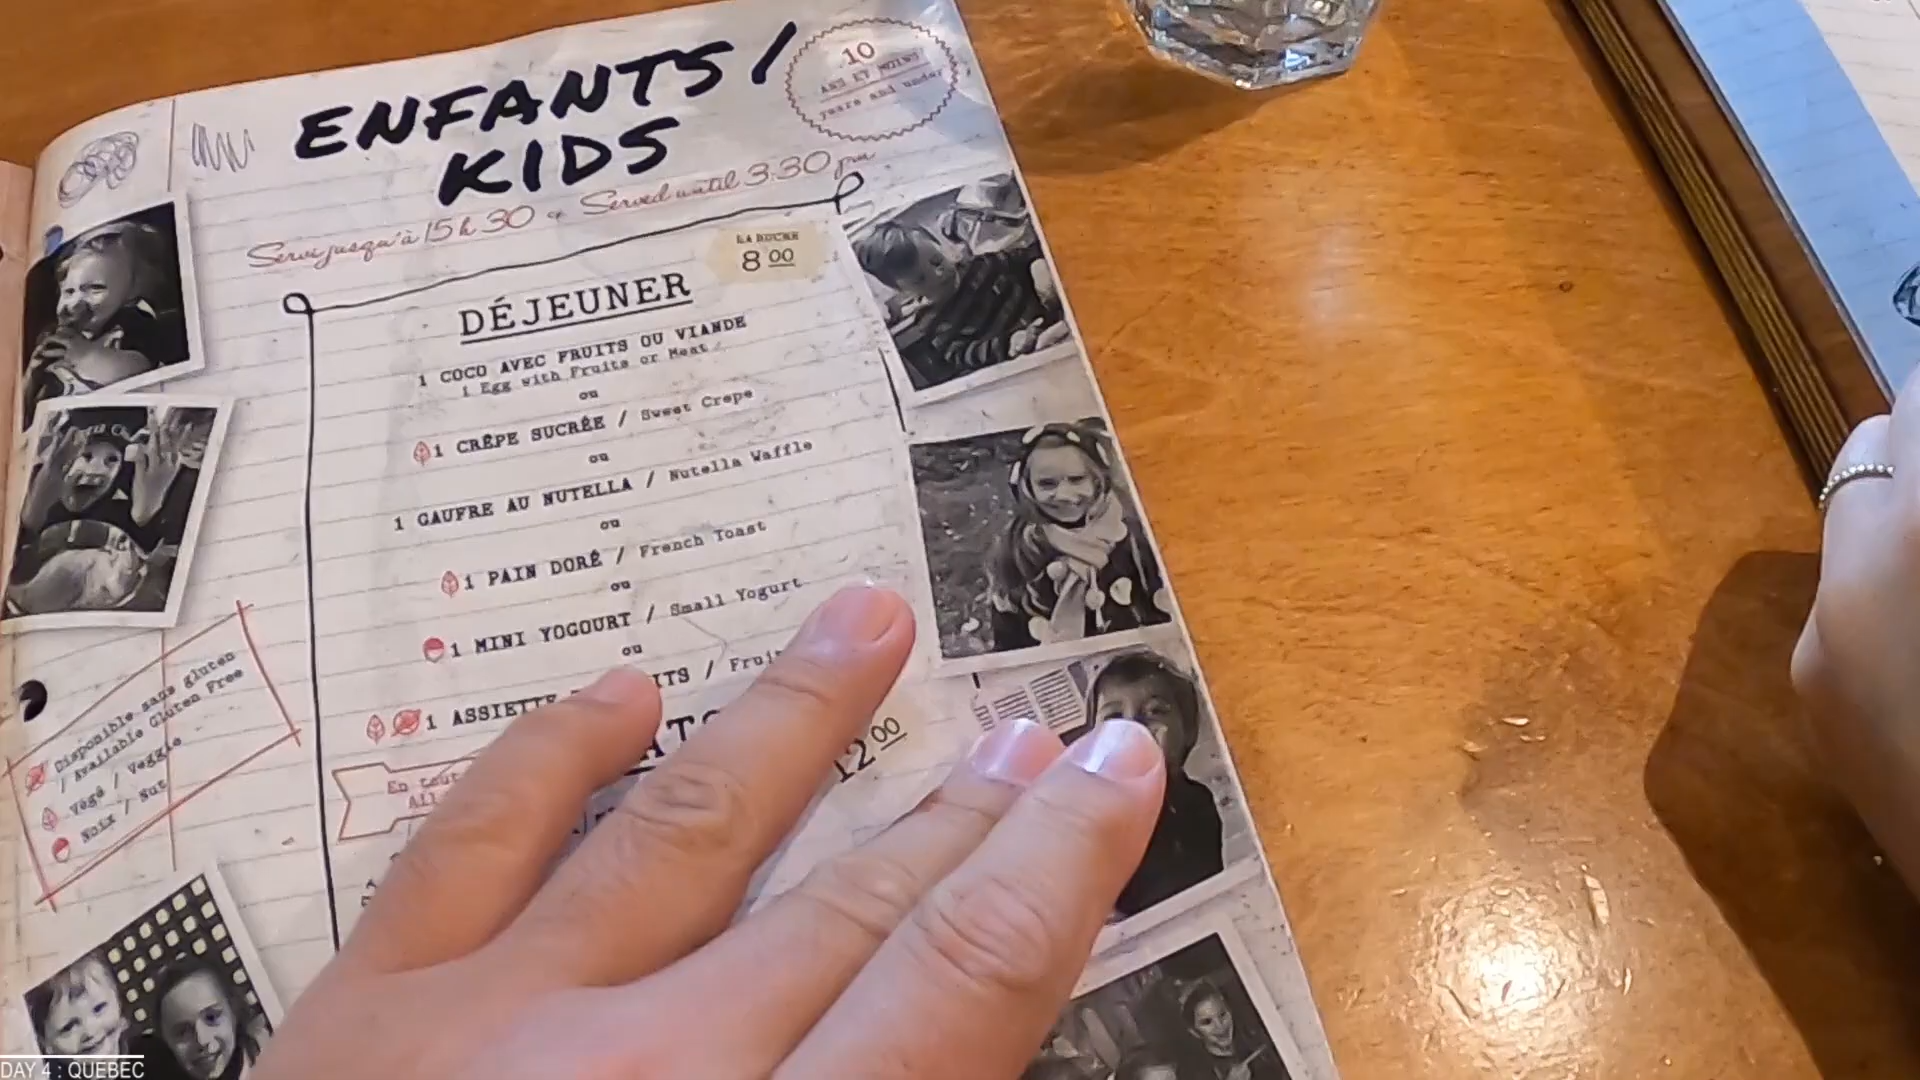 ENFANTS/
KIDS
10
ANS ET MOINS
years and under
Servi jusqu'à 15 h 30 Served until 3:30 pm
LA BUCHE
8 00
DÉJEUNER
1 COCO AVEC FRUITS OU VIANDE
1 Egg with Fruits or Meat
ou
1 CRÊPE SUCRÉE / Sweet Crepe
ou
1 GAUFRE AU NUTELLA / Nutella Waffle
ou
1 PAIN DORÉ / French Toast
ou
1 MINI YOGOURT / Small Yogurt
ou
1 ASSIETTE
12 00
En tout
Disponible sans gluten
/ Available Gluten Free
Végé / Veggie
Noix / Nut
DAY 4 : QUEBEC